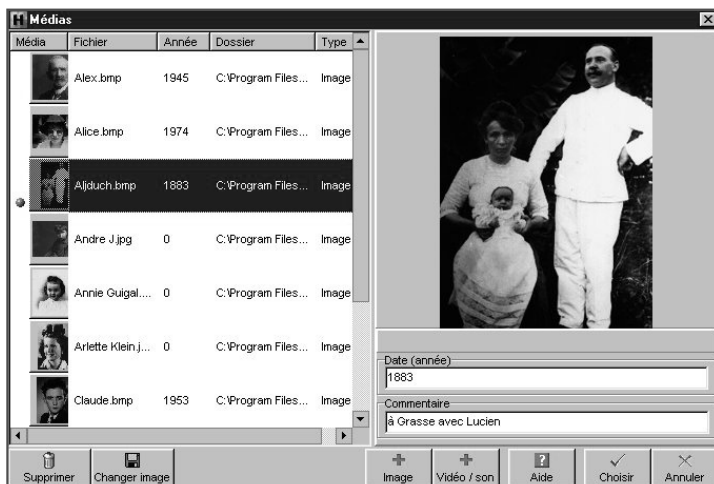 Médias
Média Fichier Année Dossier Type
Alex.bmp 1945 C:\Program Files... Image
Alice.bmp 1974 C:\Program Files... Image
Aljduch.bmp 1883 C:\Program Files... Image
Andre J.jpg 0 C:\Program Files... Image
Annie Guigal.... 0 C:\Program Files... Image
Arlette Klein.j... 0 C:\Program Files... Image
Claude.bmp 1953 C:\Program Files... Image
Date (année)
1883
Commentaire
à Grasse avec Lucien
Supprimer Changer image Image Vidéo / son Aide Choisir Annuler